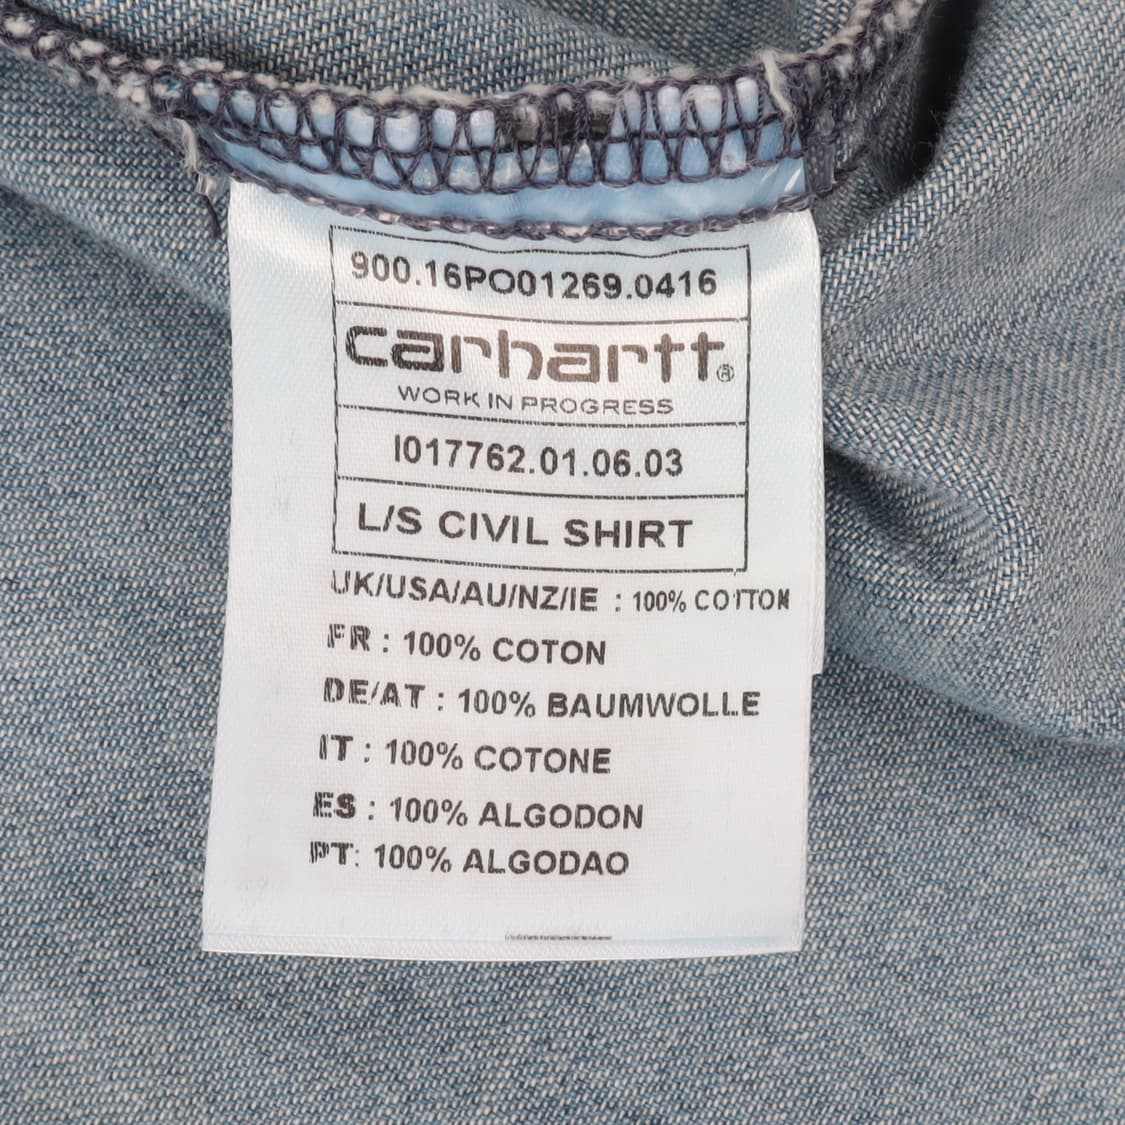 900.16PO01269.0416
carhartt®
WORK IN PROGRESS
I017762.01.06.03
L/S CIVIL SHIRT
UK/USA/AU/NZ/IE : 100% COTTON
FR : 100% COTON
DE/AT : 100% BAUMWOLLE
IT : 100% COTONE
ES : 100% ALGODON
PT: 100% ALGODAO